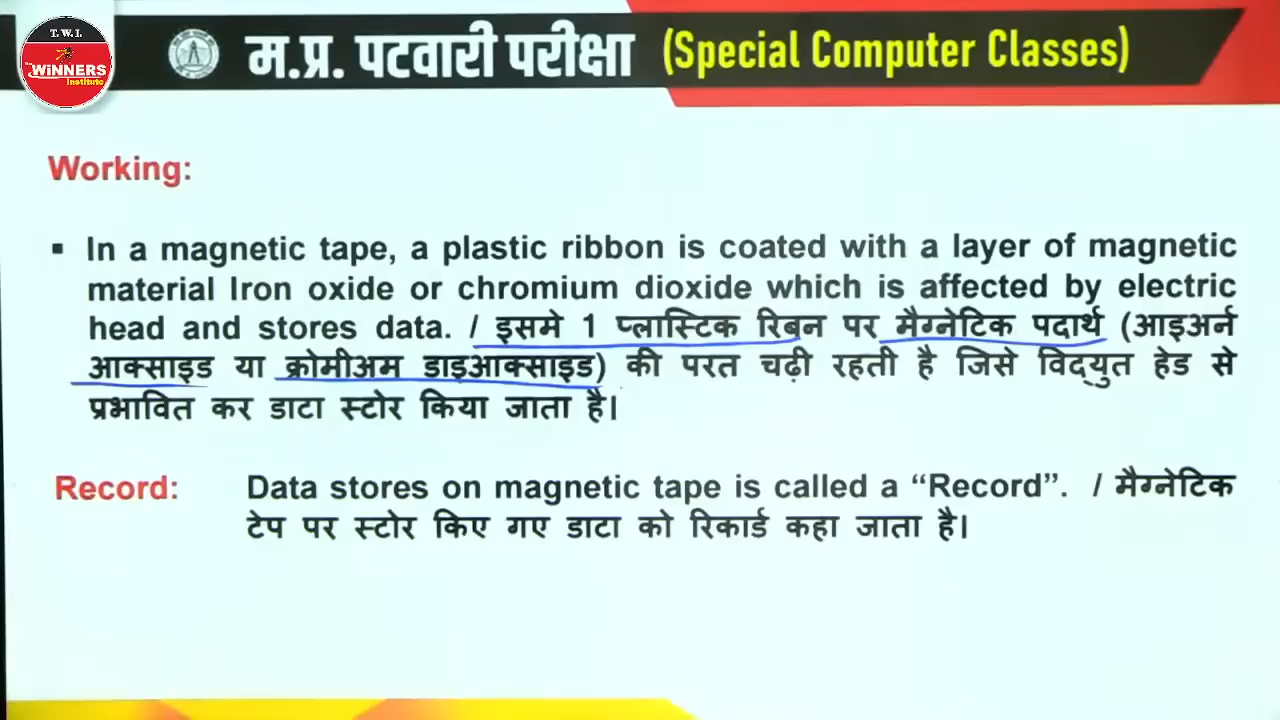 T.W.I.
The
WiNNERS
institute
म.प्र. पटवारी परीक्षा (Special Computer Classes)
Working:
▪ In a magnetic tape, a plastic ribbon is coated with a layer of magnetic
material Iron oxide or chromium dioxide which is affected by electric
head and stores data. / इसमे 1 प्लास्टिक रिबन पर मैग्नेटिक पदार्थ (आइअर्न
आक्साइड या क्रोमीअम डाइआक्साइड) की परत चढ़ी रहती है जिसे विद्युत हेड से
प्रभावित कर डाटा स्टोर किया जाता है।
Record: Data stores on magnetic tape is called a “Record”. / मैग्नेटिक
टेप पर स्टोर किए गए डाटा को रिकार्ड कहा जाता है।